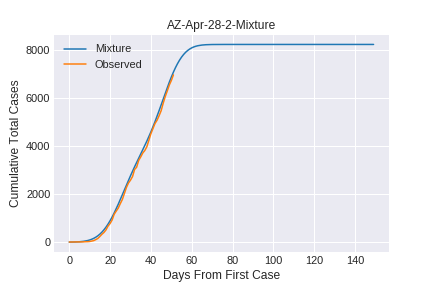 AZ-Apr-28-2-Mixture
Mixture
Observed
Cumulative Total Cases
8000
6000
4000
2000
0
0 20 40 60 80 100 120 140
Days From First Case